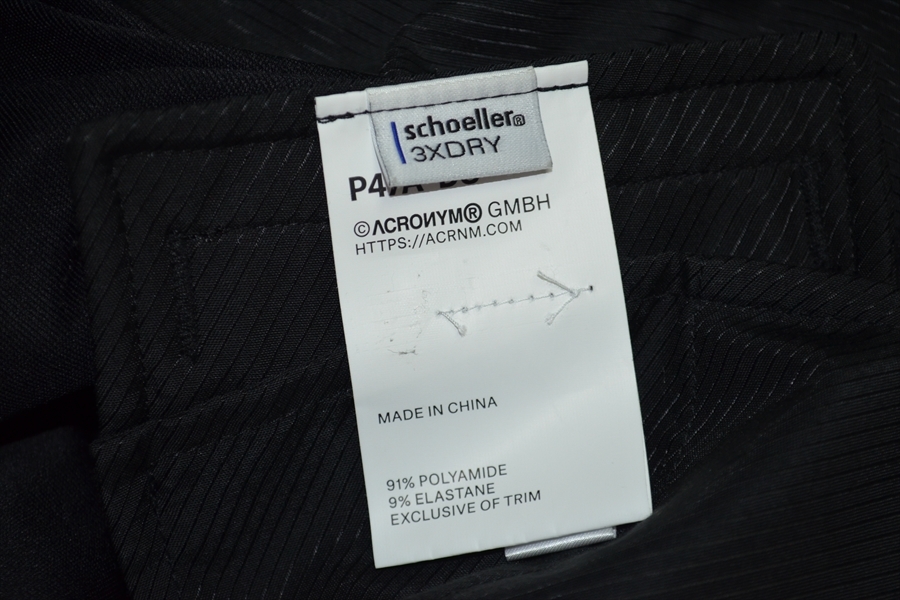 schoeller®
3XDRY
©ACRONYM® GMBH
HTTPS://ACRNM.COM
MADE IN CHINA
91% POLYAMIDE
9% ELASTANE
EXCLUSIVE OF TRIM